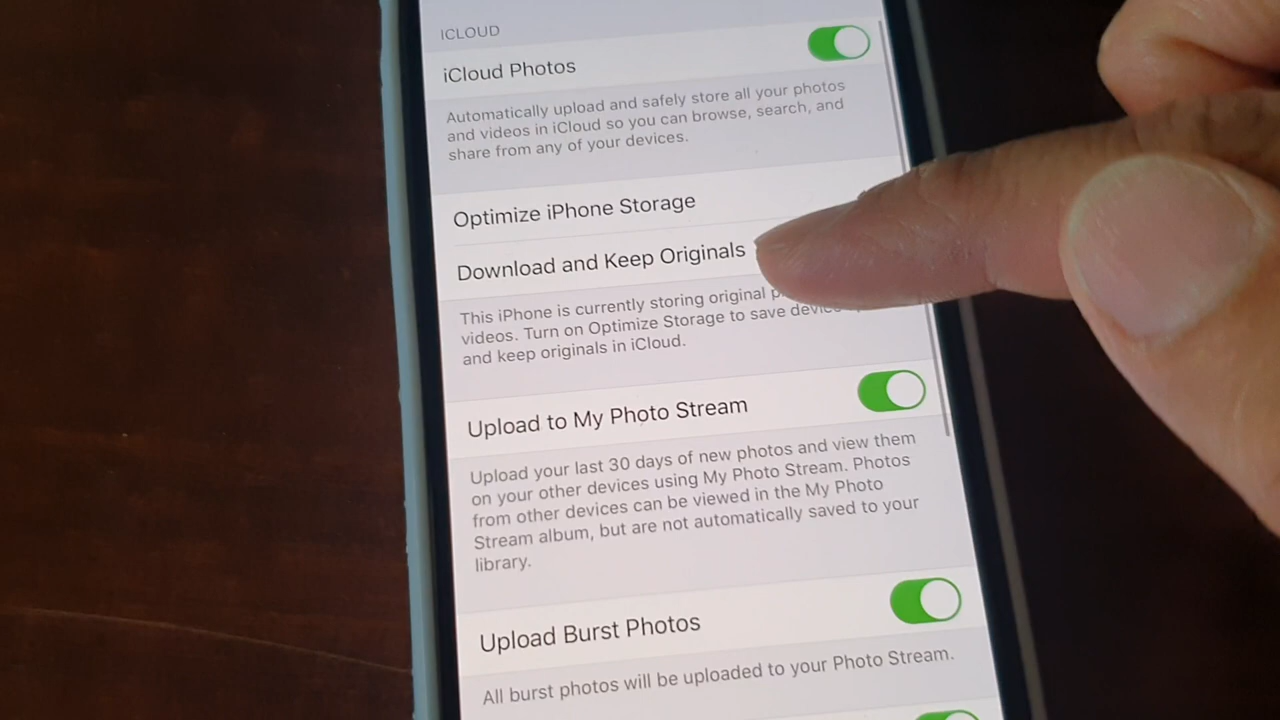 ICLOUD
iCloud Photos
Automatically upload and safely store all your photos
and videos in iCloud so you can browse, search, and
share from any of your devices.
Optimize iPhone Storage
Download and Keep Originals
This iPhone is currently storing original
videos. Turn on Optimize Storage to save
and keep originals in iCloud.
Upload to My Photo Stream
Upload your last 30 days of new photos and view them
on your other devices using My Photo Stream. Photos
from other devices can be viewed in the My Photo
Stream album, but are not automatically saved to your
library.
Upload Burst Photos
All burst photos will be uploaded to your Photo Stream.